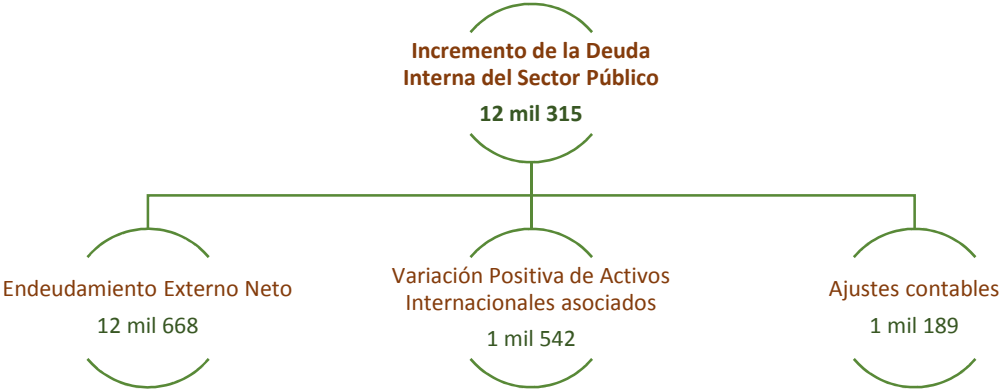 Incremento de la Deuda
Interna del Sector Público
12 mil 315
Endeudamiento Externo Neto
12 mil 668
Variación Positiva de Activos
Internacionales asociados
1 mil 542
Ajustes contables
1 mil 189